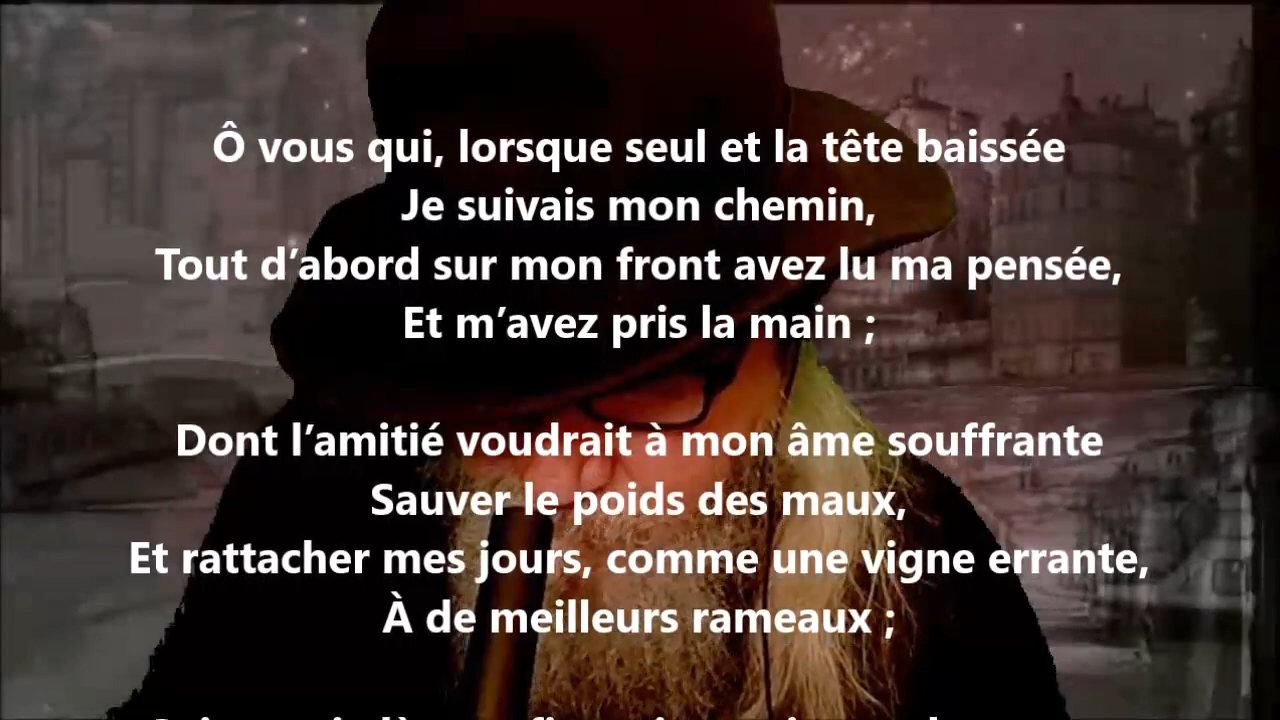 Ô vous qui, lorsque seul et la tête baissée
Je suivais mon chemin,
Tout d’abord sur mon front avez lu ma pensée,
Et m’avez pris la main ;
Dont l’amitié voudrait à mon âme souffrante
Sauver le poids des maux,
Et rattacher mes jours, comme une vigne errante,
À de meilleurs rameaux ;